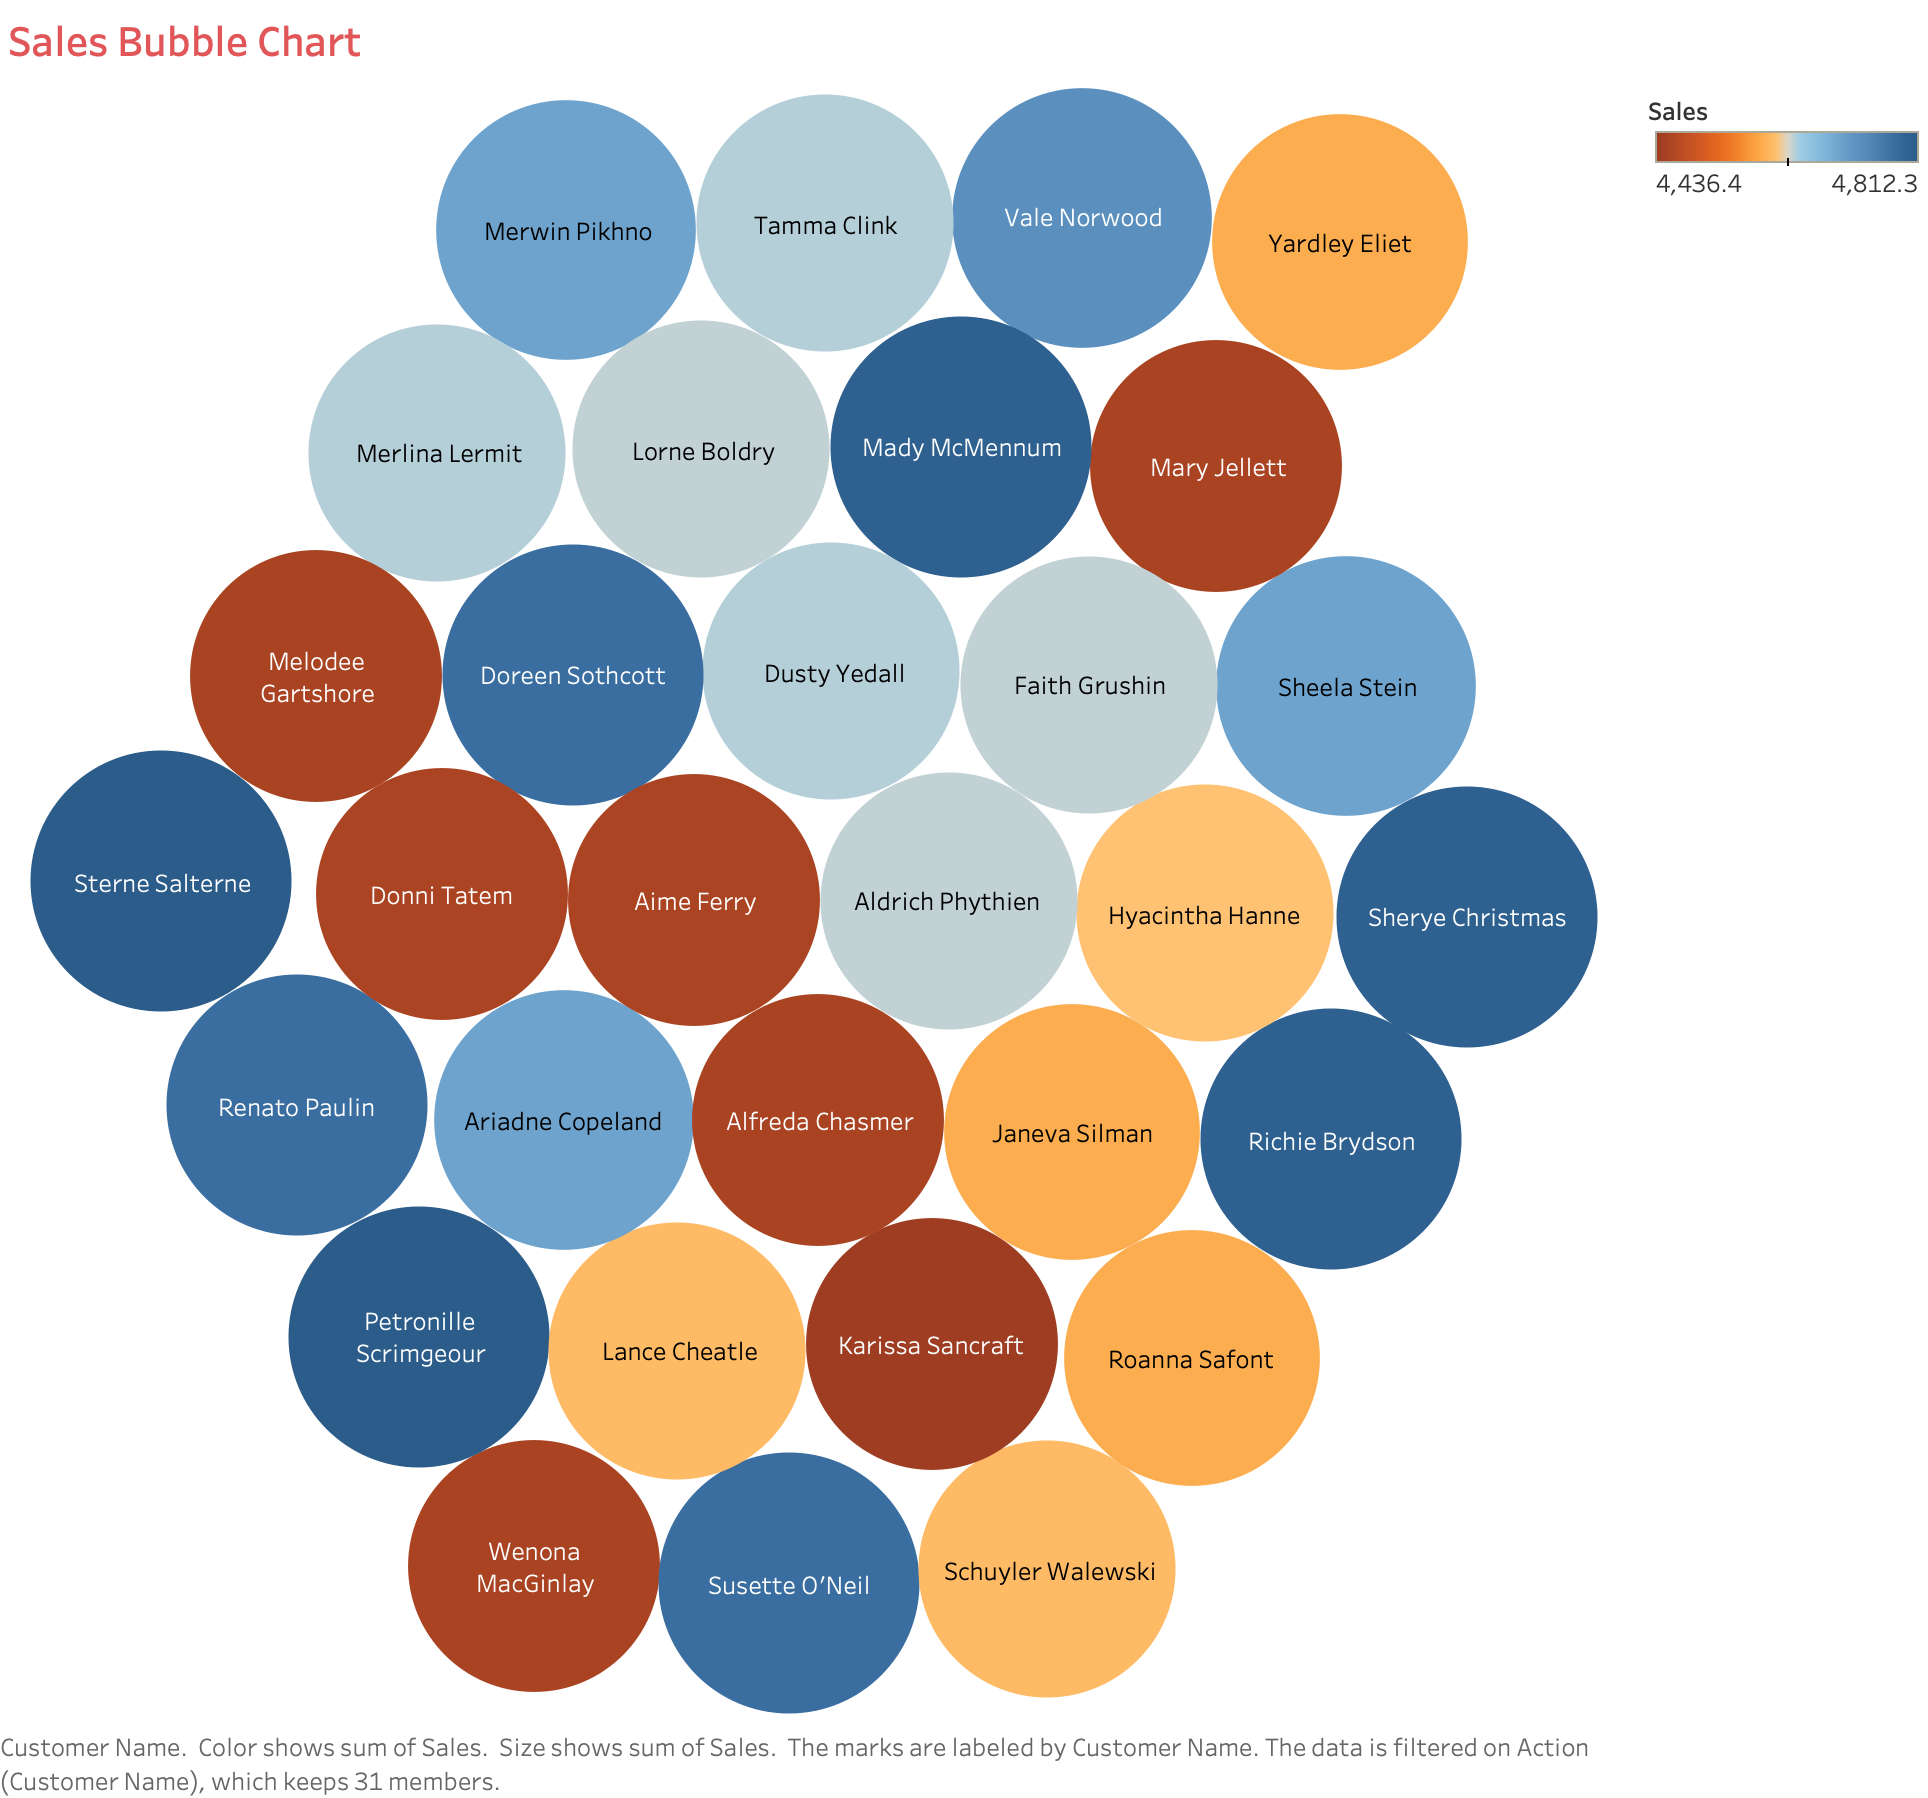 Sales Bubble Chart
Sales
4,436.4 4,812.3
Merwin Pikhno
Tamma Clink
Vale Norwood
Yardley Eliet
Merlina Lermit
Lorne Boldry
Mady McMennum
Mary Jellett
Melodee
Gartshore
Doreen Sothcott
Dusty Yedall
Faith Grushin
Sheela Stein
Sterne Salterne
Donni Tatem
Aime Ferry
Aldrich Phythien
Hyacintha Hanne
Sherye Christmas
Renato Paulin
Ariadne Copeland
Alfreda Chasmer
Janeva Silman
Richie Brydson
Petronille
Scrimgeour
Lance Cheatle
Karissa Sancraft
Roanna Safont
Wenona
MacGinlay
Susette O’Neil
Schuyler Walewski
Customer Name.  Color shows sum of Sales.  Size shows sum of Sales.  The marks are labeled by Customer Name. The data is filtered on Action
(Customer Name), which keeps 31 members.